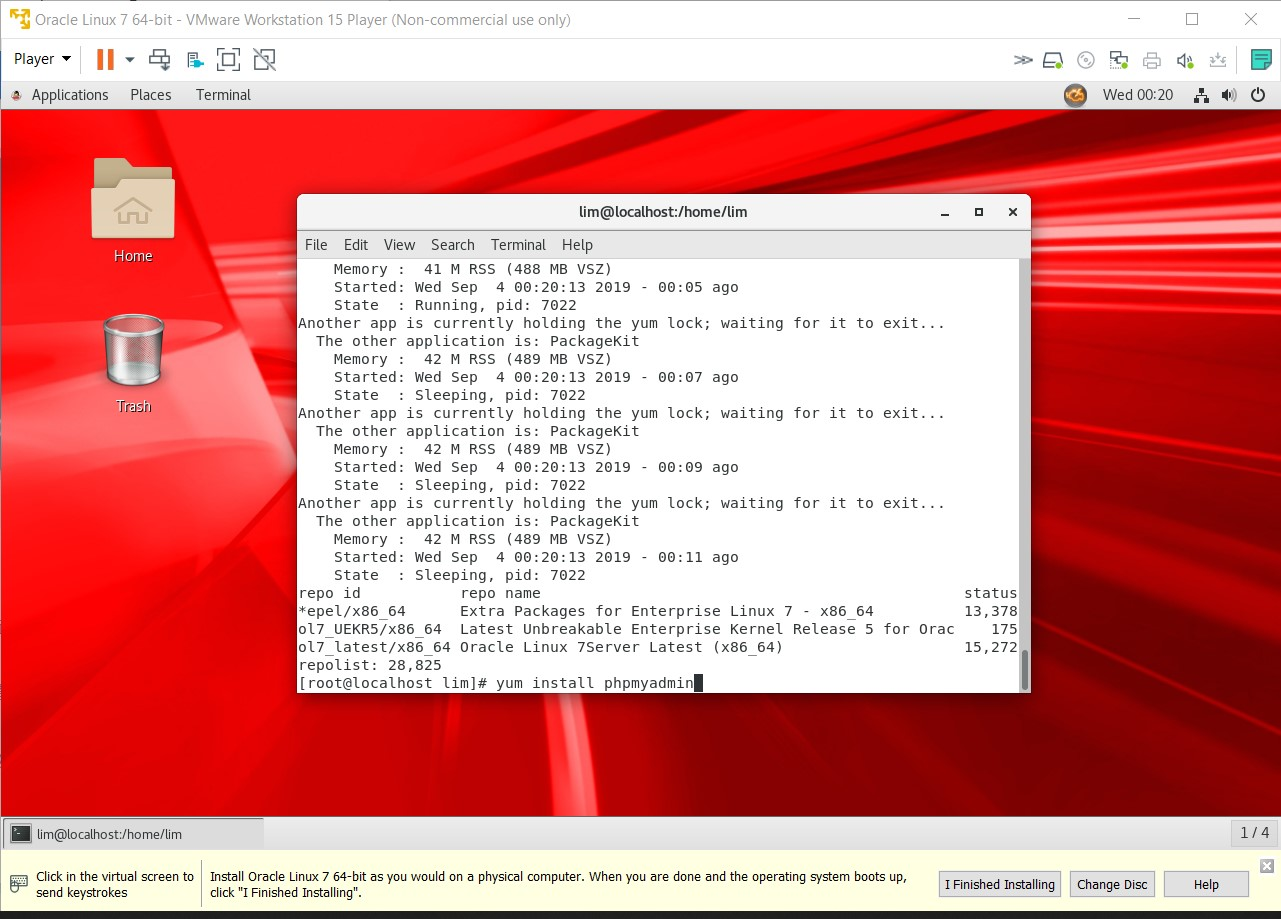 Oracle Linux 7 64-bit - VMware Workstation 15 Player (Non-commercial use only)
Player
Applications Places Terminal Wed 00:20
Home
Trash
lim@localhost:/home/lim
File Edit View Search Terminal Help
Memory :  41 M RSS (488 MB VSZ)
Started: Wed Sep  4 00:20:13 2019 - 00:05 ago
State  : Running, pid: 7022
Another app is currently holding the yum lock; waiting for it to exit...
The other application is: PackageKit
Memory :  42 M RSS (489 MB VSZ)
Started: Wed Sep  4 00:20:13 2019 - 00:07 ago
State  : Sleeping, pid: 7022
Another app is currently holding the yum lock; waiting for it to exit...
The other application is: PackageKit
Memory :  42 M RSS (489 MB VSZ)
Started: Wed Sep  4 00:20:13 2019 - 00:09 ago
State  : Sleeping, pid: 7022
Another app is currently holding the yum lock; waiting for it to exit...
The other application is: PackageKit
Memory :  42 M RSS (489 MB VSZ)
Started: Wed Sep  4 00:20:13 2019 - 00:11 ago
State  : Sleeping, pid: 7022
repo id repo name status
*epel/x86_64 Extra Packages for Enterprise Linux 7 - x86_64 13,378
ol7_UEKR5/x86_64 Latest Unbreakable Enterprise Kernel Release 5 for Orac 175
ol7_latest/x86_64 Oracle Linux 7Server Latest (x86_64) 15,272
repolist: 28,825
[root@localhost lim]# yum install phpmyadmin
lim@localhost:/home/lim
1 / 4
Click in the virtual screen to
send keystrokes
Install Oracle Linux 7 64-bit as you would on a physical computer. When you are done and the operating system boots up,
click "I Finished Installing".
I Finished Installing
Change Disc
Help